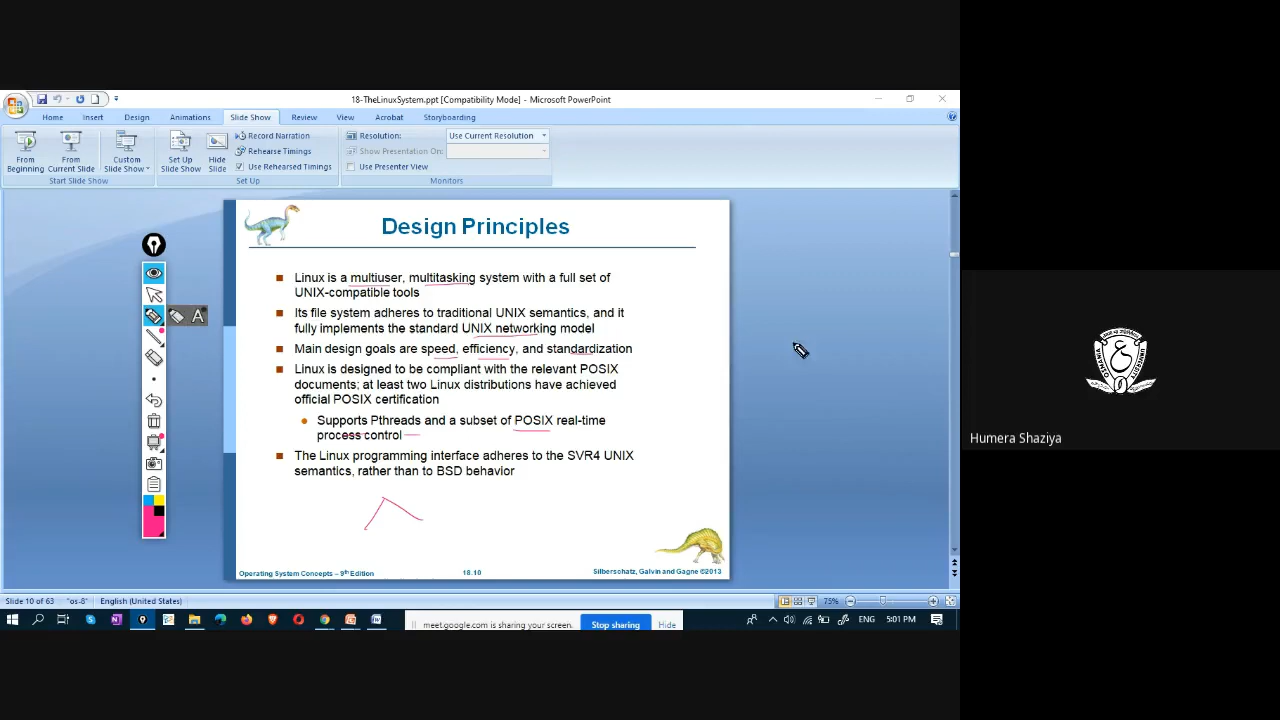 18-TheLinuxSystem.ppt [Compatibility Mode] - Microsoft PowerPoint
Home Insert Design Animations Slide Show Review View Acrobat Storyboarding
From Beginning
From Current Slide
Custom Slide Show
Start Slide Show
Set Up Slide Show
Hide Slide
Record Narration
Rehearse Timings
Use Rehearsed Timings
Set Up
Resolution: Use Current Resolution
Show Presentation On:
Use Presenter View
Monitors
Design Principles
Linux is a multiuser, multitasking system with a full set of
UNIX-compatible tools
Its file system adheres to traditional UNIX semantics, and it
fully implements the standard UNIX networking model
Main design goals are speed, efficiency, and standardization
Linux is designed to be compliant with the relevant POSIX
documents; at least two Linux distributions have achieved
official POSIX certification
Supports Pthreads and a subset of POSIX real-time
process control
The Linux programming interface adheres to the SVR4 UNIX
semantics, rather than to BSD behavior
Operating System Concepts – 9th Edition 18.10 Silberschatz, Galvin and Gagne ©2013
A
Humera Shaziya
Slide 10 of 63 "os-8" English (United States) 75%
meet.google.com is sharing your screen. Stop sharing Hide
ENG 5:01 PM